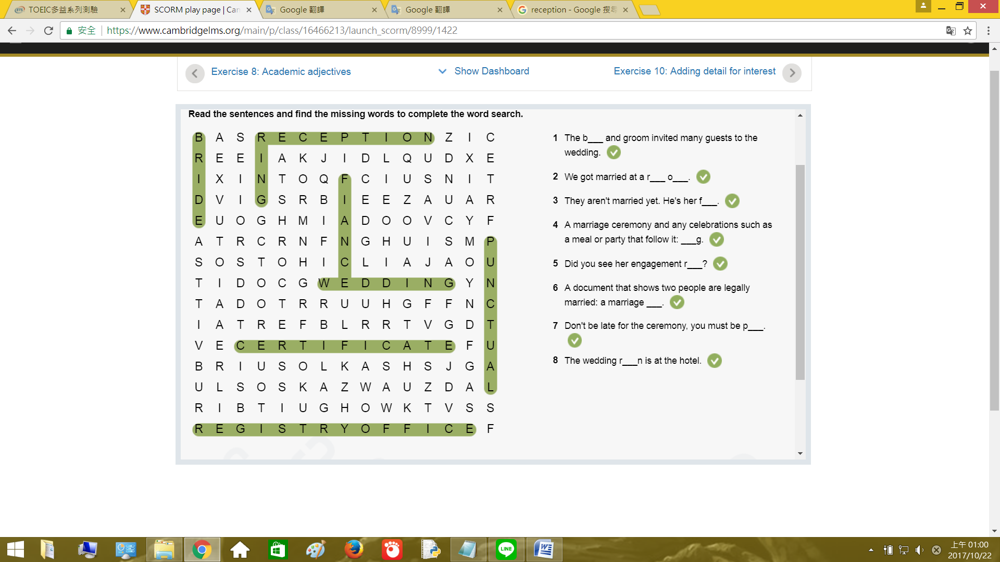 TOEIC多益系列測驗
SCORM play page | Can
Google 翻譯
Google 翻譯
reception - Google 搜尋
安全 https://www.cambridgelms.org/main/p/class/16466213/launch_scorm/8999/1422
Exercise 8: Academic adjectives
Show Dashboard
Exercise 10: Adding detail for interest
Read the sentences and find the missing words to complete the word search.
B A S R E C E P T I O N Z I C
R E E I A K J I D L Q U D X E
I X I N T O Q F C I U S N I T
D V I G S R B I E E Z A U A R
E U O G H M I A D O O V C Y F
A T R C R N F N G H U I S M P
S O S T O H I C L I A J A O U
T I D O C G W E D D I N G Y N
T A D O T R R U U H G F F N C
I A T R E F B L R R T V G D T
V E C E R T I F I C A T E F U
B R I U S O L K A S H S J G A
U L S O S K A Z W A U Z D A L
R I B T I U G H O W K T V S S
R E G I S T R Y O F F I C E F
1 The b___ and groom invited many guests to the
wedding.
2 We got married at a r___ o___.
3 They aren't married yet. He's her f___.
4 A marriage ceremony and any celebrations such as
a meal or party that follow it: ___g.
5 Did you see her engagement r___?
6 A document that shows two people are legally
married: a marriage ___.
7 Don't be late for the ceremony, you must be p___.
8 The wedding r___n is at the hotel.
LINE
上午 01:00
2017/10/22